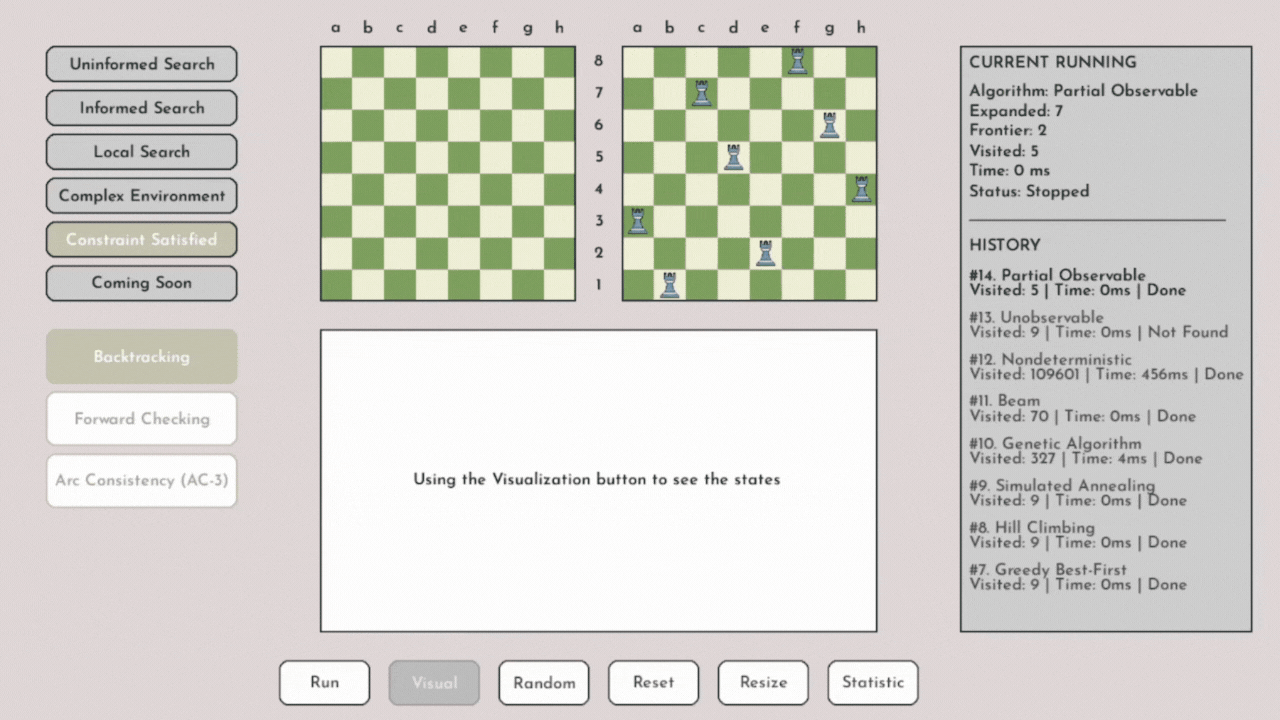 Uninformed Search
Informed Search
Local Search
Complex Environment
Constraint Satisfied
Coming Soon
Backtracking
Forward Checking
Arc Consistency (AC-3)
a b c d e f g h
a b c d e f g h
8
7
6
5
4
3
2
1
Using the Visualization button to see the states
Run
Visual
Random
Reset
Resize
Statistic
CURRENT RUNNING
Algorithm: Partial Observable
Expanded: 7
Frontier: 2
Visited: 5
Time: 0 ms
Status: Stopped
HISTORY
#14. Partial Observable
Visited: 5 | Time: 0ms | Done
#13. Unobservable
Visited: 9 | Time: 0ms | Not Found
#12. Nondeterministic
Visited: 109601 | Time: 456ms | Done
#11. Beam
Visited: 70 | Time: 0ms | Done
#10. Genetic Algorithm
Visited: 327 | Time: 4ms | Done
#9. Simulated Annealing
Visited: 9 | Time: 0ms | Done
#8. Hill Climbing
Visited: 9 | Time: 0ms | Done
#7. Greedy Best-First
Visited: 9 | Time: 0ms | Done